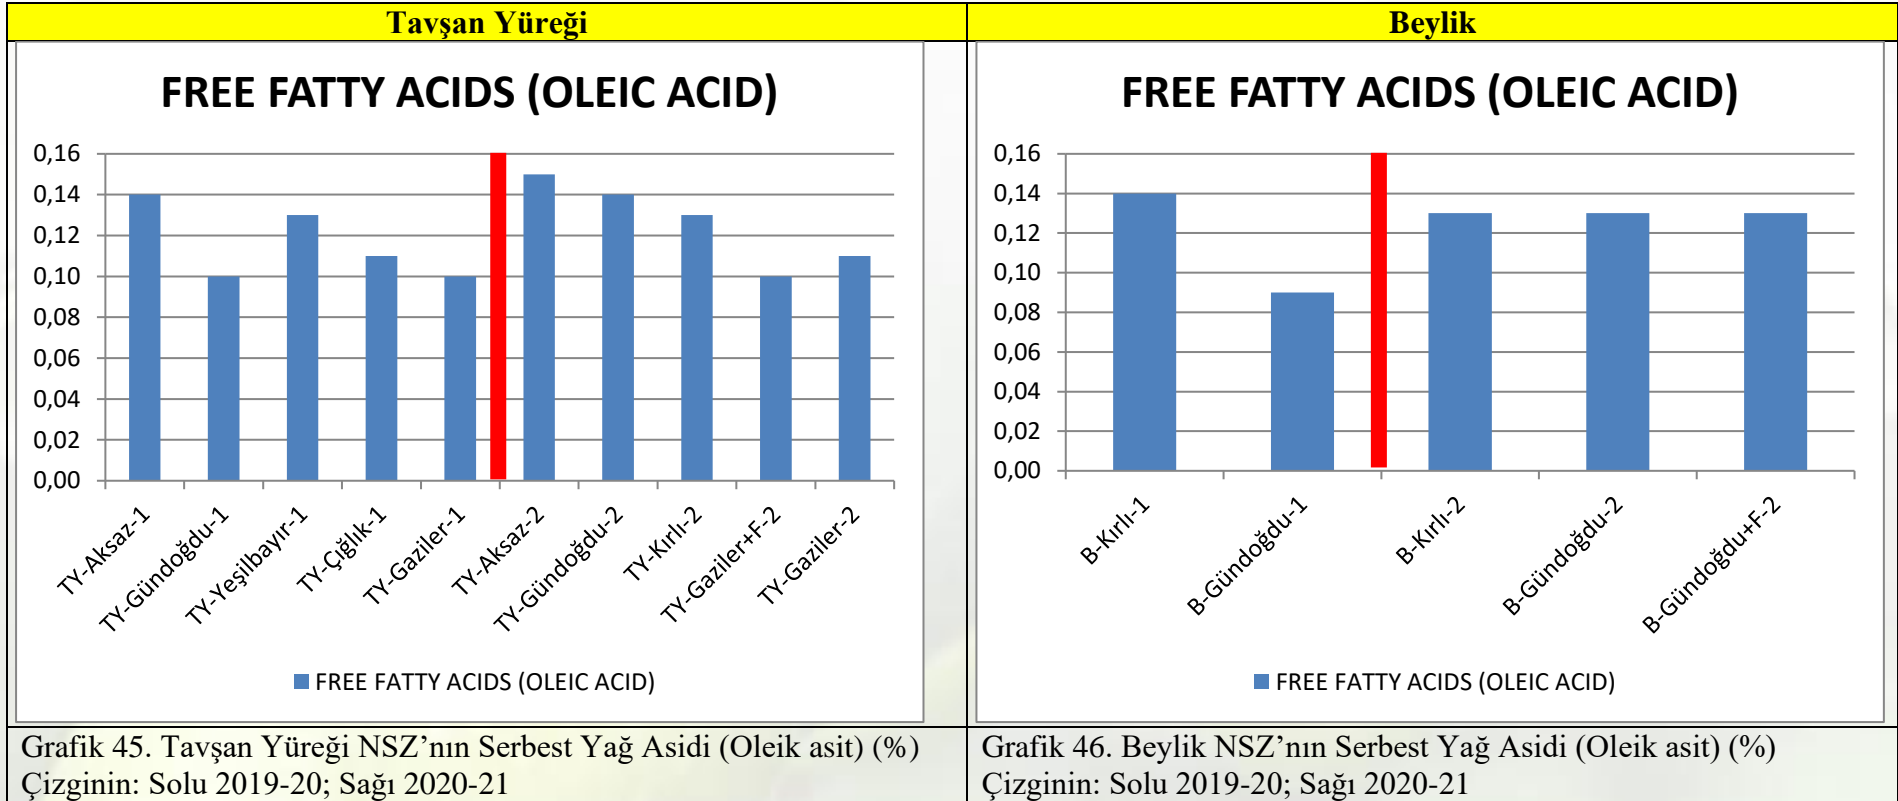 Tavşan Yüreği
Beylik
FREE FATTY ACIDS (OLEIC ACID)
0,16
0,14
0,12
0,10
0,08
0,06
0,04
0,02
0,00
TY-Aksaz-1
TY-Gündoğdu-1
TY-Yeşilbayır-1
TY-Çığlık-1
TY-Gaziler-1
TY-Aksaz-2
TY-Gündoğdu-2
TY-Kırlı-2
TY-Gaziler+F-2
TY-Gaziler-2
FREE FATTY ACIDS (OLEIC ACID)
FREE FATTY ACIDS (OLEIC ACID)
0,16
0,14
0,12
0,10
0,08
0,06
0,04
0,02
0,00
B-Kırlı-1
B-Gündoğdu-1
B-Kırlı-2
B-Gündoğdu-2
B-Gündoğdu+F-2
FREE FATTY ACIDS (OLEIC ACID)
Grafik 45. Tavşan Yüreği NSZ’nın Serbest Yağ Asidi (Oleik asit) (%)
Çizginin: Solu 2019-20; Sağı 2020-21
Grafik 46. Beylik NSZ’nın Serbest Yağ Asidi (Oleik asit) (%)
Çizginin: Solu 2019-20; Sağı 2020-21